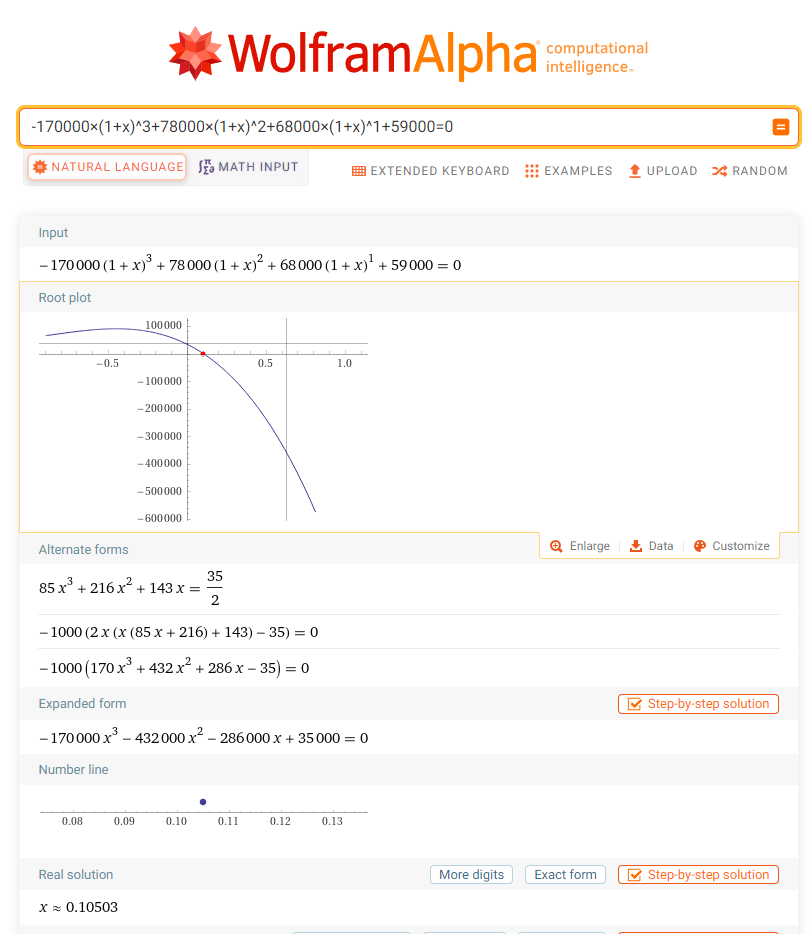 WolframAlpha computational intelligence™
-170000×(1+x)^3+78000×(1+x)^2+68000×(1+x)^1+59000=0
NATURAL LANGUAGE MATH INPUT EXTENDED KEYBOARD EXAMPLES UPLOAD RANDOM
Input
−170000 (1 + x)^3 + 78000 (1 + x)^2 + 68000 (1 + x)^1 + 59000 = 0
Root plot
100000
−0.5 0.5 1.0
−100000
−200000
−300000
−400000
−500000
−600000
Enlarge Data Customize
Alternate forms
85 x^3 + 216 x^2 + 143 x = 35/2
−1000 (2 x (x (85 x + 216) + 143) − 35) = 0
−1000 (170 x^3 + 432 x^2 + 286 x − 35) = 0
Expanded form Step-by-step solution
−170000 x^3 − 432000 x^2 − 286000 x + 35000 = 0
Number line
0.08 0.09 0.10 0.11 0.12 0.13
Real solution More digits Exact form Step-by-step solution
x ≈ 0.10503